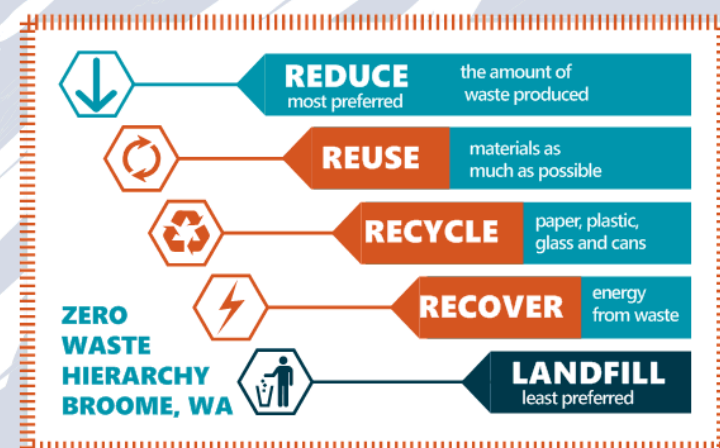 REDUCE
most preferred
the amount of
waste produced
REUSE
materials as
much as possible
RECYCLE
paper, plastic,
glass and cans
RECOVER
energy
from waste
LANDFILL
least preferred
ZERO
WASTE
HIERARCHY
BROOME, WA